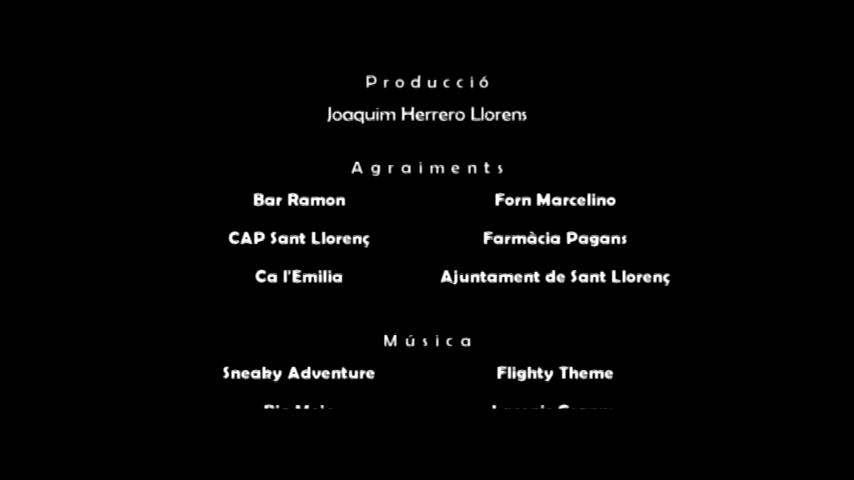 Producció
Joaquim Herrero Llorens
Agraiments
Bar Ramon Forn Marcelino
CAP Sant Llorenç Farmàcia Pagans
Ca l'Emilia Ajuntament de Sant Llorenç
Música
Sneaky Adventure Flighty Theme